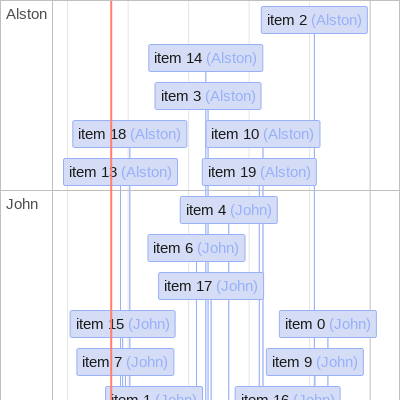 Alston
item 2 (Alston)
item 14 (Alston)
item 3 (Alston)
item 18 (Alston)
item 10 (Alston)
item 13 (Alston)
item 19 (Alston)
John
item 4 (John)
item 6 (John)
item 17 (John)
item 15 (John)
item 0 (John)
item 7 (John)
item 9 (John)
item 1 (John)
item 16 (John)